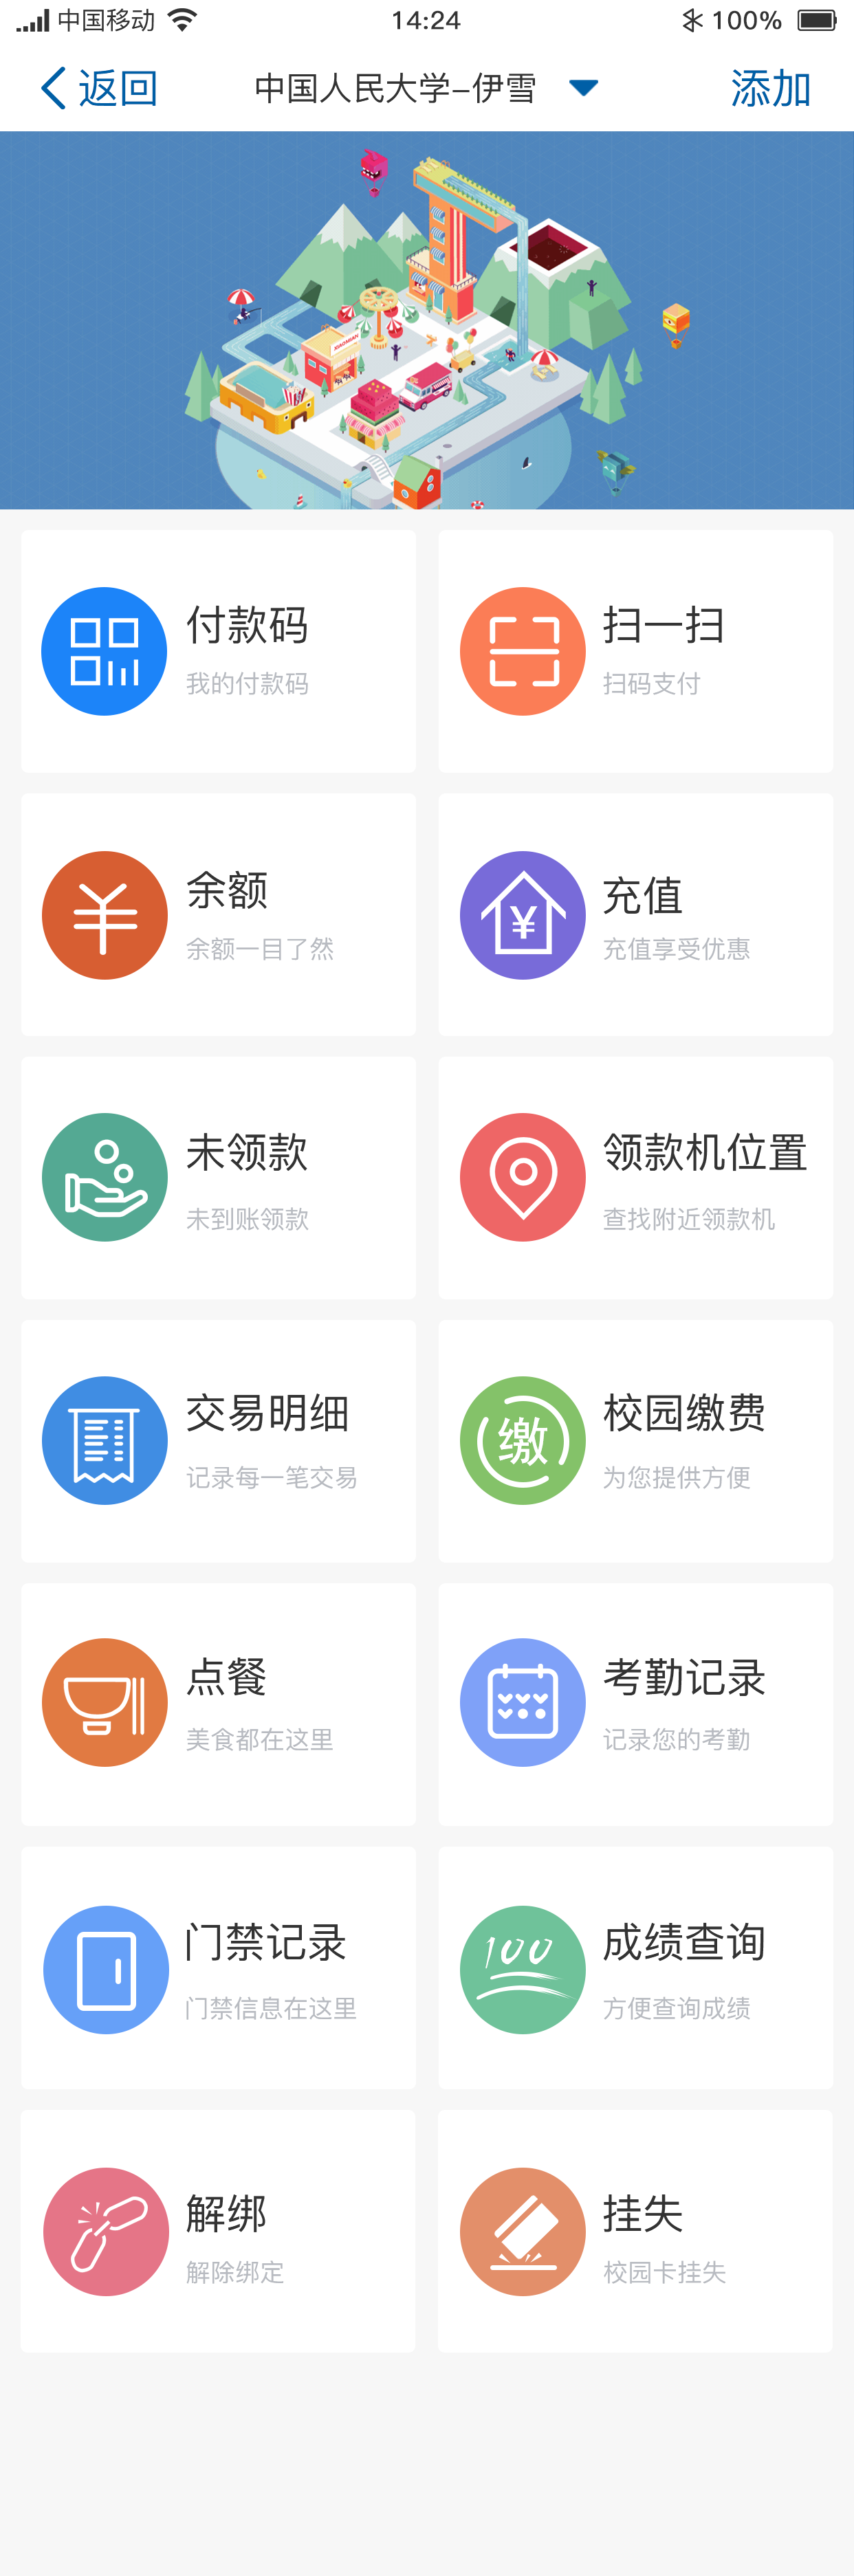 中国移动 14:24 100%
返回 中国人民大学-伊雪 添加
付款码
我的付款码
扫一扫
扫码支付
余额
余额一目了然
¥
充值
充值享受优惠
未领款
未到账领款
领款机位置
查找附近领款机
交易明细
记录每一笔交易
缴
校园缴费
为您提供方便
点餐
美食都在这里
考勤记录
记录您的考勤
门禁记录
门禁信息在这里
100
成绩查询
方便查询成绩
解绑
解除绑定
挂失
校园卡挂失